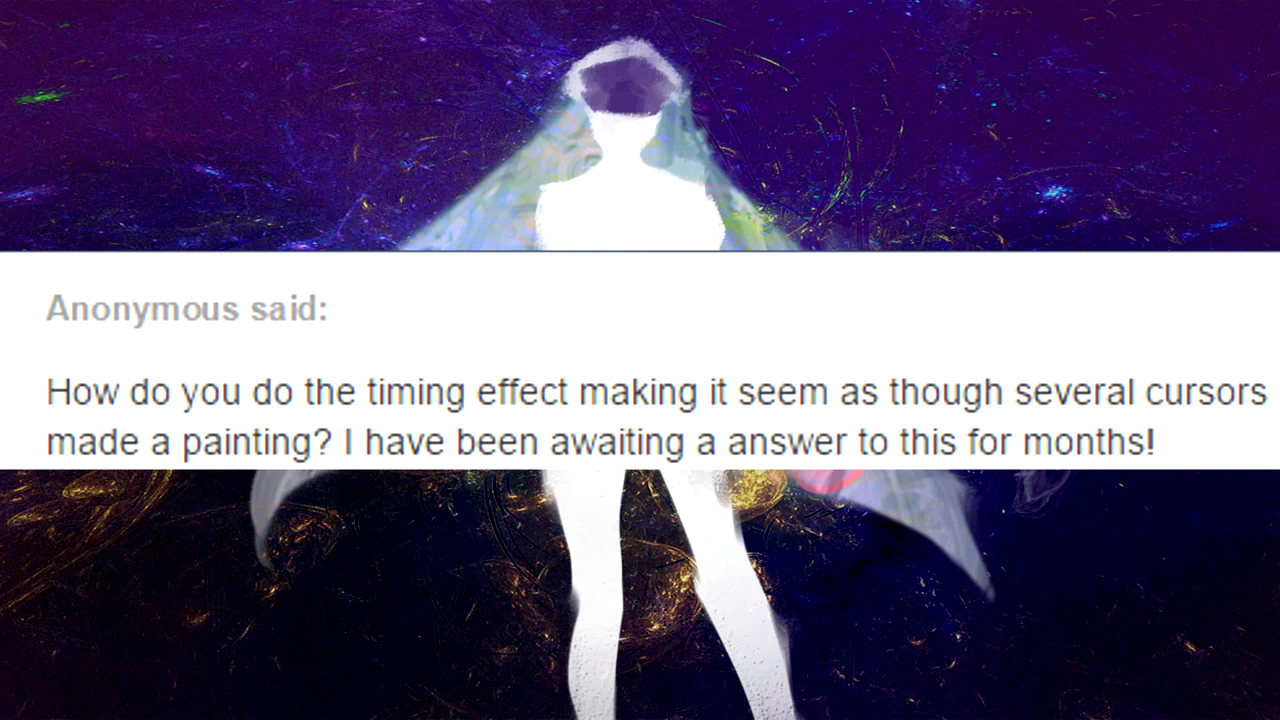 Anonymous said:
How do you do the timing effect making it seem as though several cursors
made a painting? I have been awaiting a answer to this for months!